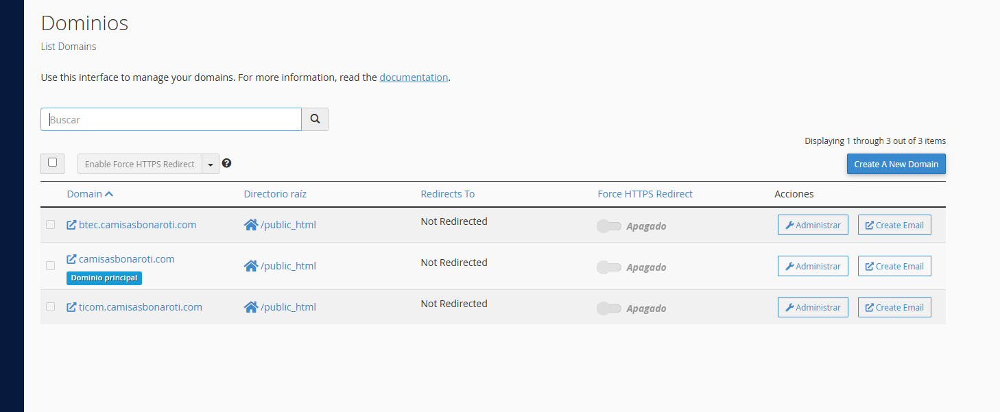 Dominios
List Domains
Use this interface to manage your domains. For more information, read the documentation.
Buscar
Displaying 1 through 3 out of 3 items
Enable Force HTTPS Redirect
Create A New Domain
Domain Directorio raíz Redirects To Force HTTPS Redirect Acciones
btec.camisasbonaroti.com /public_html Not Redirected Apagado Administrar Create Email
camisasbonaroti.com /public_html Not Redirected Apagado Administrar Create Email
Dominio principal
ticom.camisasbonaroti.com /public_html Not Redirected Apagado Administrar Create Email